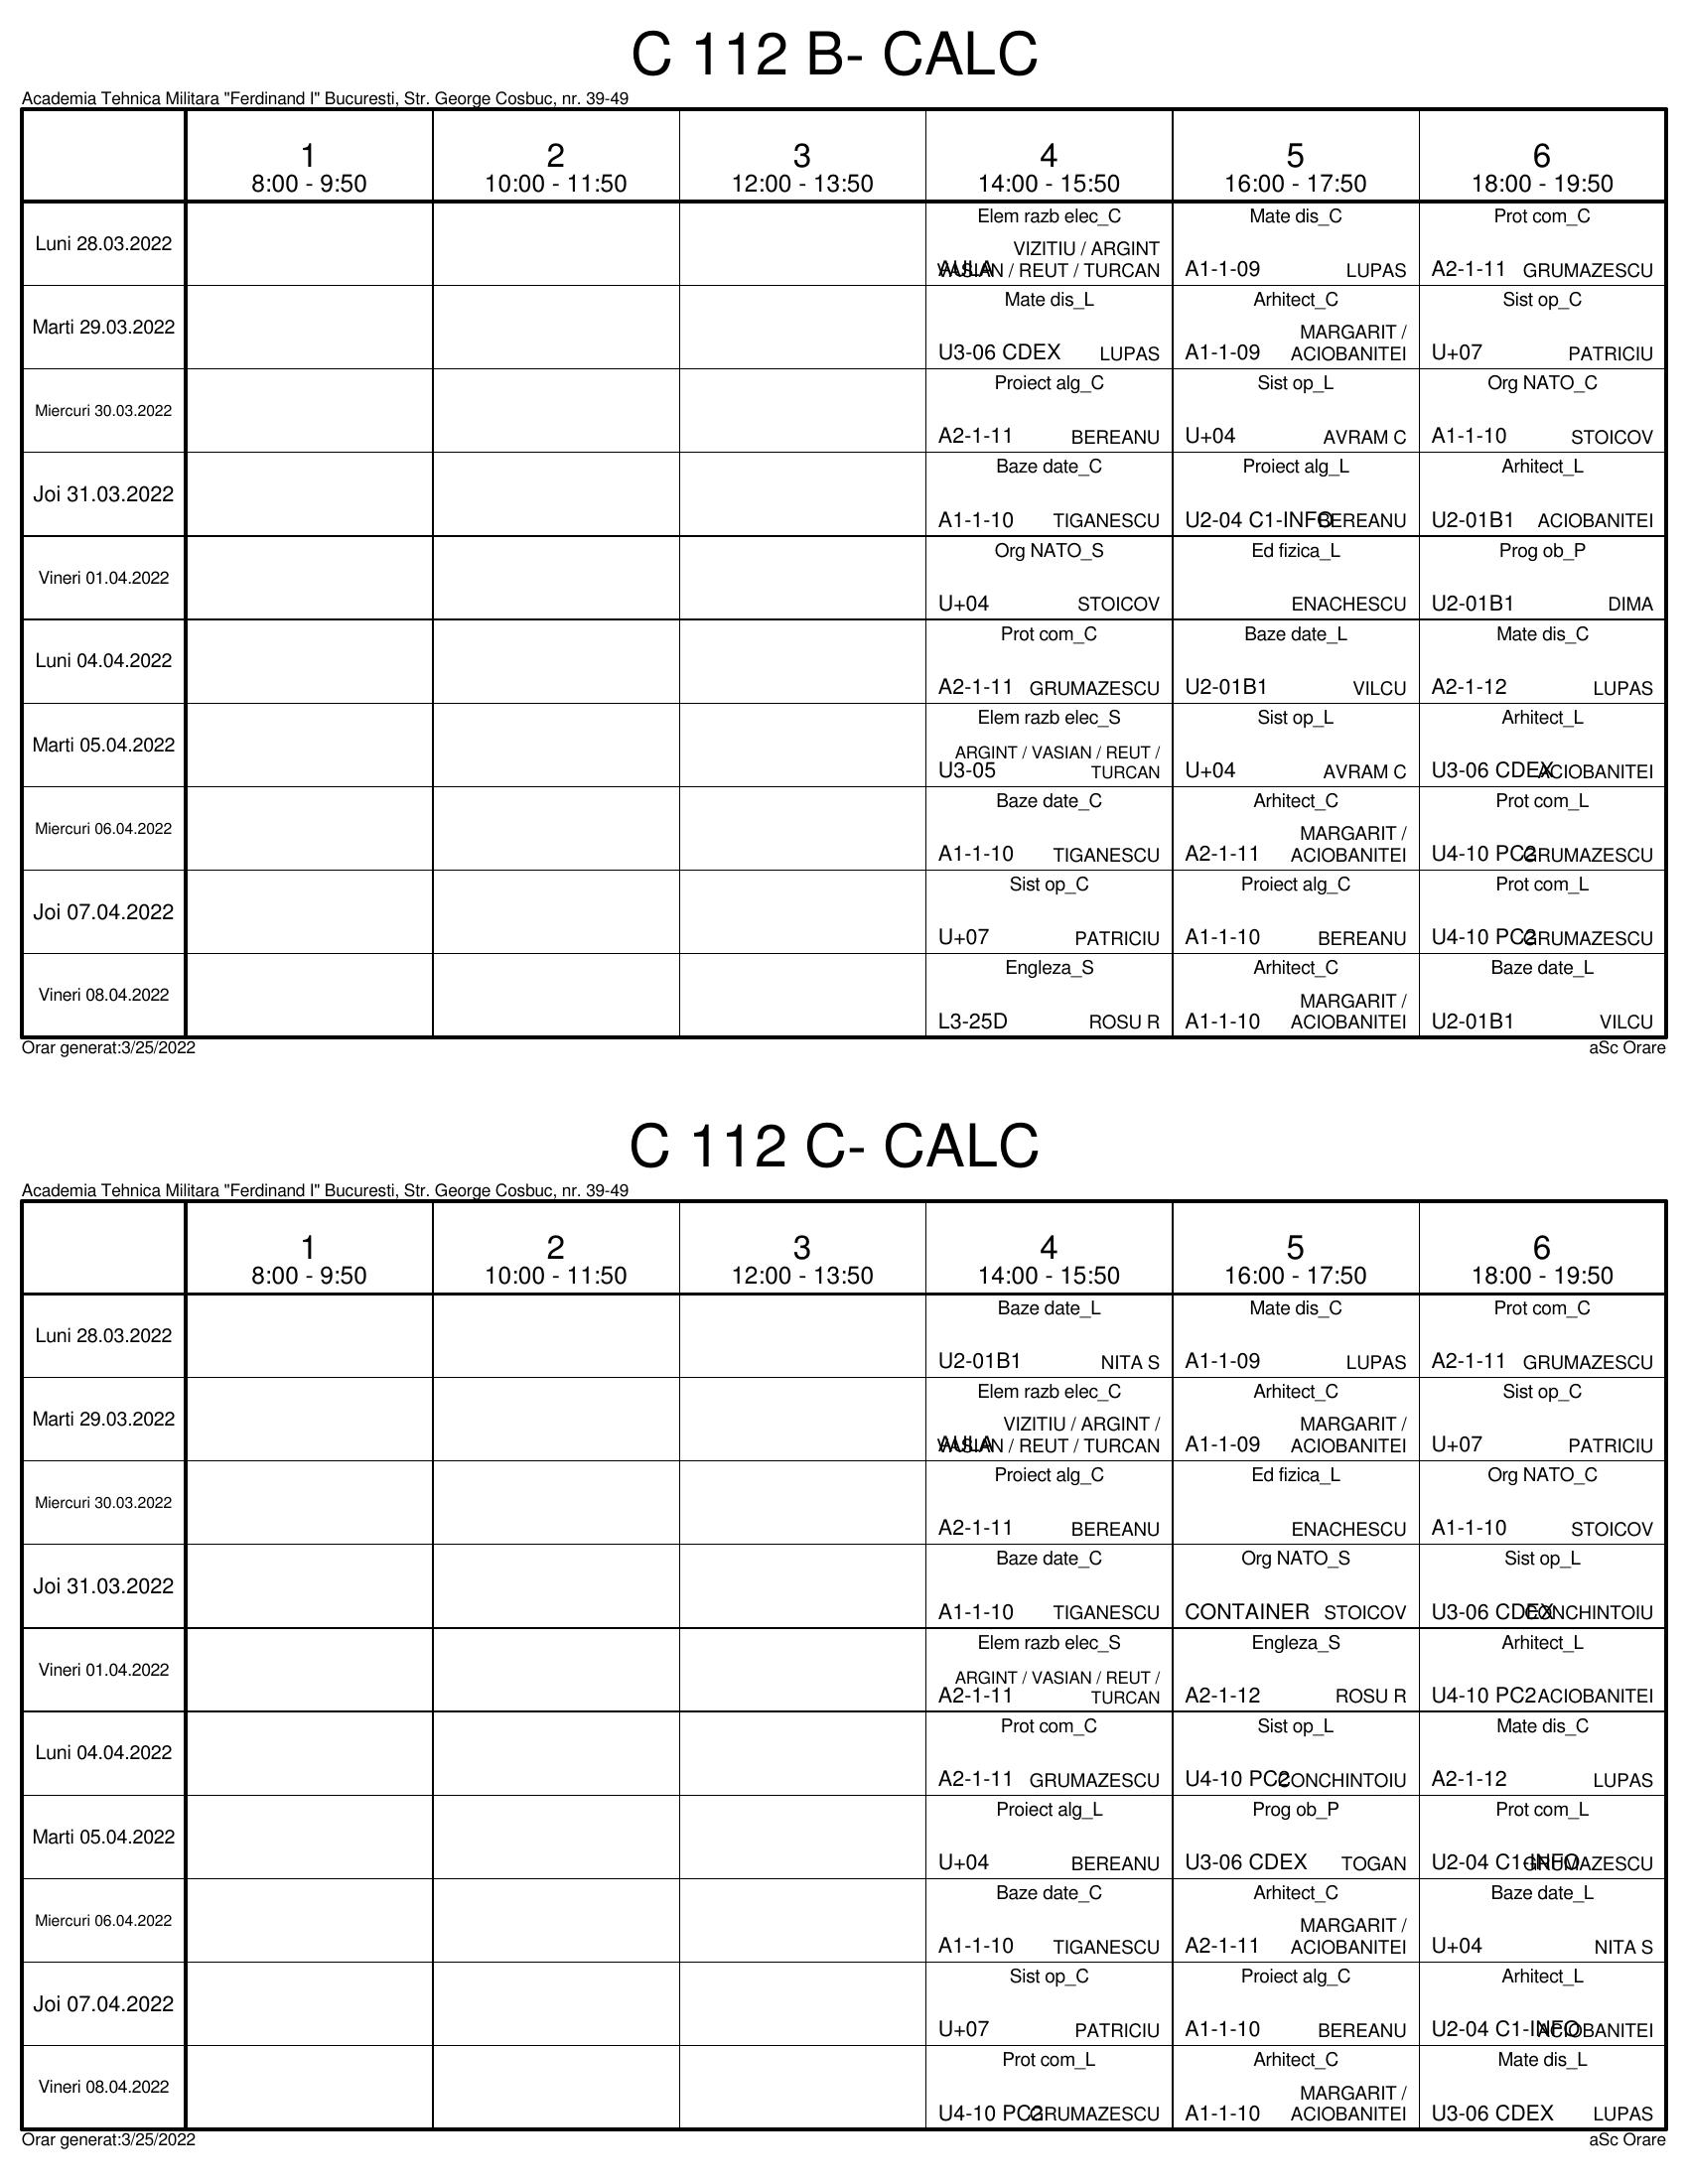 C 112 B- CALC
Academia Tehnica Militara "Ferdinand I" Bucuresti, Str. George Cosbuc, nr. 39-49
1 2 3 4 5 6
8:00 - 9:50 10:00 - 11:50 12:00 - 13:50 14:00 - 15:50 16:00 - 17:50 18:00 - 19:50
Elem razb elec_C Mate dis_C Prot com_C
Luni 28.03.2022
VIZITIU / ARGINT
AULA VASIAN / REUT / TURCAN A1-1-09 LUPAS A2-1-11 GRUMAZESCU
Mate dis_L Arhitect_C Sist op_C
Marti 29.03.2022 MARGARIT /
U3-06 CDEX LUPAS A1-1-09 ACIOBANITEI U+07 PATRICIU
Proiect alg_C Sist op_L Org NATO_C
Miercuri 30.03.2022
A2-1-11 BEREANU U+04 AVRAM C A1-1-10 STOICOV
Baze date_C Proiect alg_L Arhitect_L
Joi 31.03.2022
A1-1-10 TIGANESCU U2-04 C1-INFO BEREANU U2-01B1 ACIOBANITEI
Org NATO_S Ed fizica_L Prog ob_P
Vineri 01.04.2022
U+04 STOICOV ENACHESCU U2-01B1 DIMA
Prot com_C Baze date_L Mate dis_C
Luni 04.04.2022
A2-1-11 GRUMAZESCU U2-01B1 VILCU A2-1-12 LUPAS
Elem razb elec_S Sist op_L Arhitect_L
Marti 05.04.2022
ARGINT / VASIAN / REUT /
U3-05 TURCAN U+04 AVRAM C U3-06 CDEX ACIOBANITEI
Baze date_C Arhitect_C Prot com_L
Miercuri 06.04.2022 MARGARIT /
A1-1-10 TIGANESCU A2-1-11 ACIOBANITEI U4-10 PC2 GRUMAZESCU
Sist op_C Proiect alg_C Prot com_L
Joi 07.04.2022
U+07 PATRICIU A1-1-10 BEREANU U4-10 PC2 GRUMAZESCU
Engleza_S Arhitect_C Baze date_L
Vineri 08.04.2022 MARGARIT /
L3-25D ROSU R A1-1-10 ACIOBANITEI U2-01B1 VILCU
Orar generat:3/25/2022 aSc Orare
C 112 C- CALC
Academia Tehnica Militara "Ferdinand I" Bucuresti, Str. George Cosbuc, nr. 39-49
1 2 3 4 5 6
8:00 - 9:50 10:00 - 11:50 12:00 - 13:50 14:00 - 15:50 16:00 - 17:50 18:00 - 19:50
Baze date_L Mate dis_C Prot com_C
Luni 28.03.2022
U2-01B1 NITA S A1-1-09 LUPAS A2-1-11 GRUMAZESCU
Elem razb elec_C Arhitect_C Sist op_C
Marti 29.03.2022 VIZITIU / ARGINT / MARGARIT /
AULA VASIAN / REUT / TURCAN A1-1-09 ACIOBANITEI U+07 PATRICIU
Proiect alg_C Ed fizica_L Org NATO_C
Miercuri 30.03.2022
A2-1-11 BEREANU ENACHESCU A1-1-10 STOICOV
Baze date_C Org NATO_S Sist op_L
Joi 31.03.2022
A1-1-10 TIGANESCU CONTAINER STOICOV U3-06 CDEX CONCHINTOIU
Elem razb elec_S Engleza_S Arhitect_L
Vineri 01.04.2022
ARGINT / VASIAN / REUT /
A2-1-11 TURCAN A2-1-12 ROSU R U4-10 PC2 ACIOBANITEI
Prot com_C Sist op_L Mate dis_C
Luni 04.04.2022
A2-1-11 GRUMAZESCU U4-10 PC2 CONCHINTOIU A2-1-12 LUPAS
Proiect alg_L Prog ob_P Prot com_L
Marti 05.04.2022
U+04 BEREANU U3-06 CDEX TOGAN U2-04 C1-INFO GRUMAZESCU
Baze date_C Arhitect_C Baze date_L
Miercuri 06.04.2022 MARGARIT /
A1-1-10 TIGANESCU A2-1-11 ACIOBANITEI U+04 NITA S
Sist op_C Proiect alg_C Arhitect_L
Joi 07.04.2022
U+07 PATRICIU A1-1-10 BEREANU U2-04 C1-INFO ACIOBANITEI
Prot com_L Arhitect_C Mate dis_L
Vineri 08.04.2022 MARGARIT /
U4-10 PC2 GRUMAZESCU A1-1-10 ACIOBANITEI U3-06 CDEX LUPAS
Orar generat:3/25/2022 aSc Orare